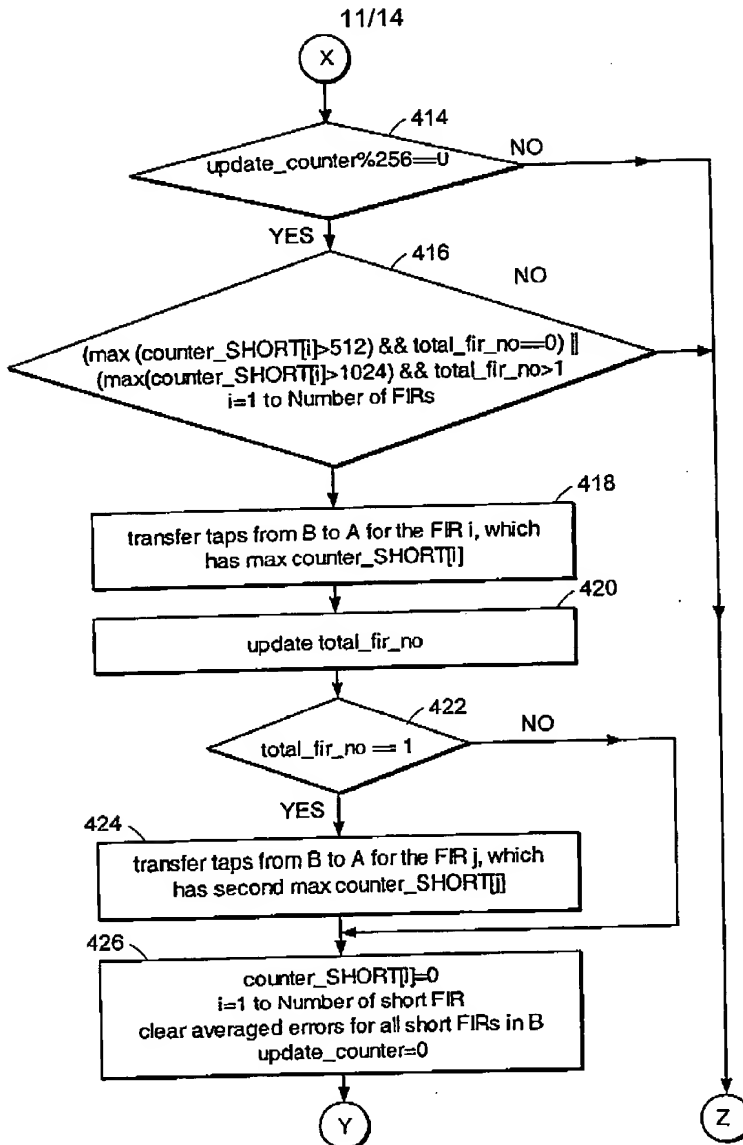 11/14
X
414
update_counter%256==0
NO
YES
416
NO
(max (counter_SHORT[i]>512) && total_fir_no==0) ||
(max(counter_SHORT[i]>1024) && total_fir_no>1
i=1 to Number of FIRs
418
transfer taps from B to A for the FIR i, which
has max counter_SHORT[i]
420
update total_fir_no
422
NO
total_fir_no == 1
YES
424
transfer taps from B to A for the FIR j, which
has second max counter_SHORT[j]
426
counter_SHORT[i]=0
i=1 to Number of short FIR
clear averaged errors for all short FIRs in B
update_counter=0
Y
Z